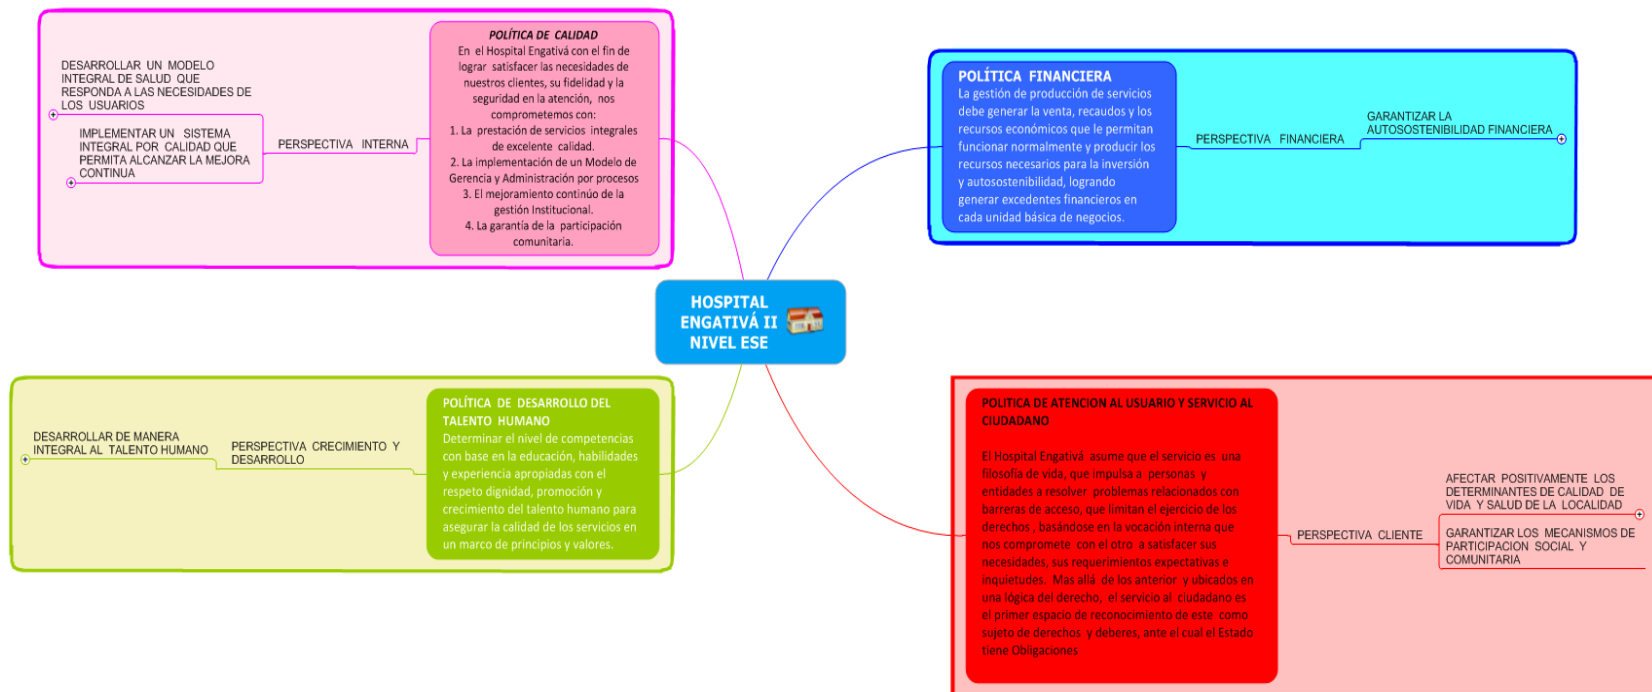 POLÍTICA DE CALIDAD
En el Hospital Engativá con el fin de
lograr satisfacer las necesidades de
nuestros clientes, su fidelidad y la
seguridad en la atención, nos
comprometemos con:
1. La prestación de servicios integrales
de excelente calidad.
2. La implementación de un Modelo de
Gerencia y Administración por procesos
3. El mejoramiento continúo de la
gestión Institucional.
4. La garantía de la participación
comunitaria.
PERSPECTIVA INTERNA
DESARROLLAR UN MODELO
INTEGRAL DE SALUD QUE
RESPONDA A LAS NECESIDADES DE
LOS USUARIOS
IMPLEMENTAR UN SISTEMA
INTEGRAL POR CALIDAD QUE
PERMITA ALCANZAR LA MEJORA
CONTINUA
POLÍTICA FINANCIERA
La gestión de producción de servicios
debe generar la venta, recaudos y los
recursos económicos que le permitan
funcionar normalmente y producir los
recursos necesarios para la inversión
y autosostenibilidad, logrando
generar excedentes financieros en
cada unidad básica de negocios.
PERSPECTIVA FINANCIERA
GARANTIZAR LA
AUTOSOSTENIBILIDAD FINANCIERA
HOSPITAL
ENGATIVÁ II
NIVEL ESE
POLÍTICA DE DESARROLLO DEL
TALENTO HUMANO
Determinar el nivel de competencias
con base en la educación, habilidades
y experiencia apropiadas con el
respeto dignidad, promoción y
crecimiento del talento humano para
asegurar la calidad de los servicios en
un marco de principios y valores.
PERSPECTIVA CRECIMIENTO Y
DESARROLLO
DESARROLLAR DE MANERA
INTEGRAL AL TALENTO HUMANO
POLITICA DE ATENCION AL USUARIO Y SERVICIO AL
CIUDADANO
El Hospital Engativá asume que el servicio es una
filosofía de vida, que impulsa a personas y
entidades a resolver problemas relacionados con
barreras de acceso, que limitan el ejercicio de los
derechos , basándose en la vocación interna que
nos compromete con el otro a satisfacer sus
necesidades, sus requerimientos expectativas e
inquietudes. Mas allá de los anterior y ubicados en
una lógica del derecho, el servicio al ciudadano es
el primer espacio de reconocimiento de este como
sujeto de derechos y deberes, ante el cual el Estado
tiene Obligaciones
PERSPECTIVA CLIENTE
AFECTAR POSITIVAMENTE LOS
DETERMINANTES DE CALIDAD DE
VIDA Y SALUD DE LA LOCALIDAD
GARANTIZAR LOS MECANISMOS DE
PARTICIPACION SOCIAL Y
COMUNITARIA